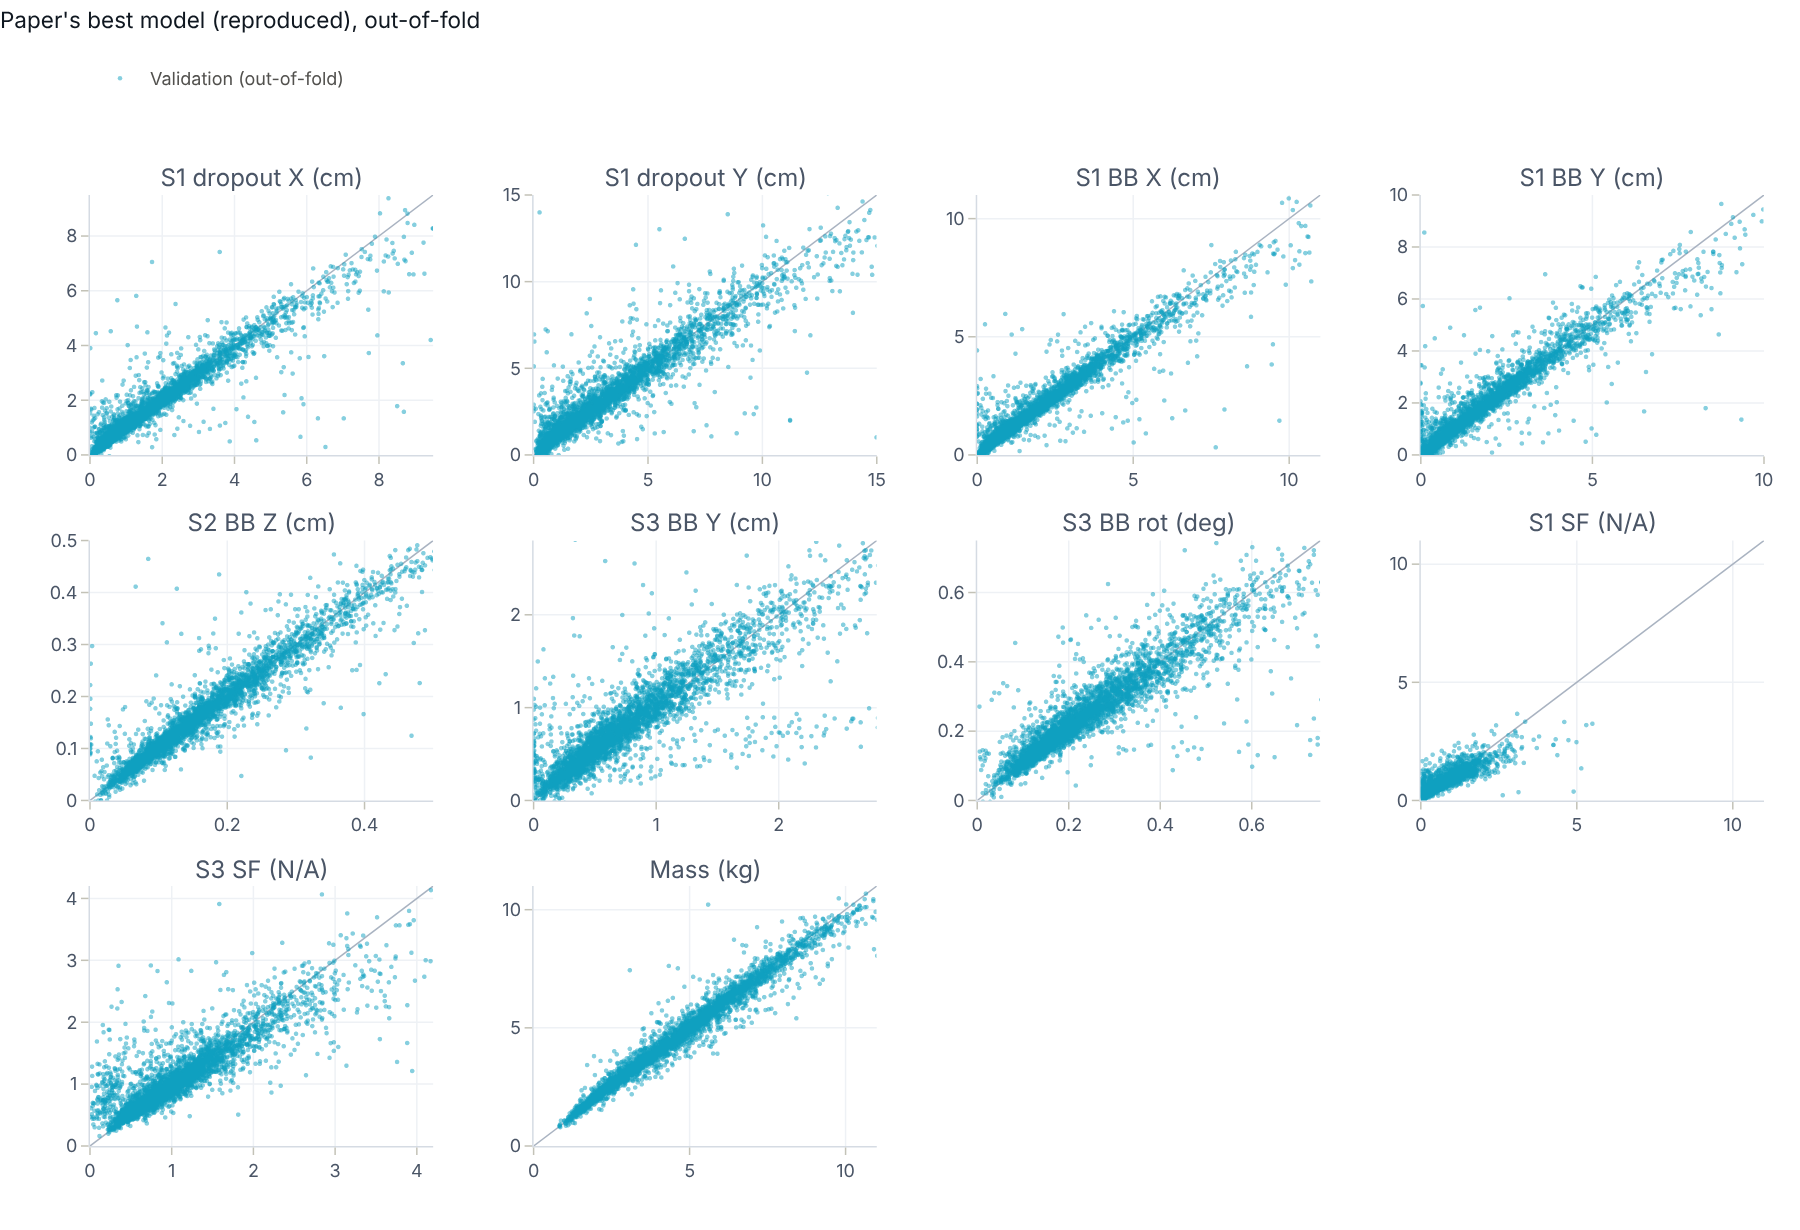 Paper's best model (reproduced), out-of-fold
Validation (out-of-fold)
S1 dropout X (cm)
8
6
4
2
0
0 2 4 6 8
S1 dropout Y (cm)
15
10
5
0
0 5 10 15
S1 BB X (cm)
10
5
0
0 5 10
S1 BB Y (cm)
10
8
6
4
2
0
0 5 10
S2 BB Z (cm)
0.5
0.4
0.3
0.2
0.1
0
0 0.2 0.4
S3 BB Y (cm)
2
1
0
0 1 2
S3 BB rot (deg)
0.6
0.4
0.2
0
0 0.2 0.4 0.6
S1 SF (N/A)
10
5
0
0 5 10
S3 SF (N/A)
4
3
2
1
0
0 1 2 3 4
Mass (kg)
10
5
0
0 5 10